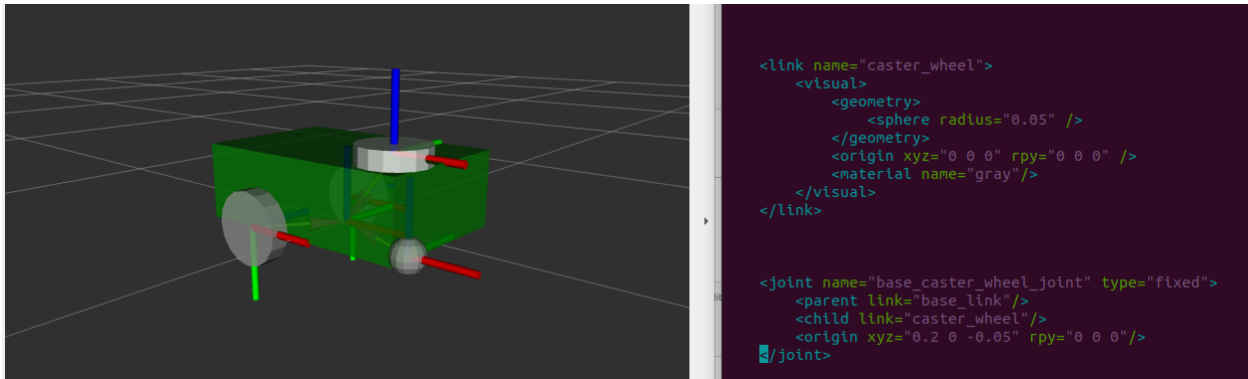 <link name="caster_wheel">
<visual>
<geometry>
<sphere radius="0.05" />
</geometry>
<origin xyz="0 0 0" rpy="0 0 0" />
<material name="gray"/>
</visual>
</link>
<joint name="base_caster_wheel_joint" type="fixed">
<parent link="base_link"/>
<child link="caster_wheel"/>
<origin xyz="0.2 0 -0.05" rpy="0 0 0"/>
</joint>